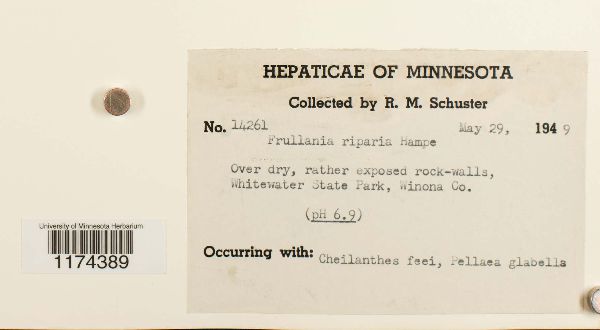 HEPATICAE OF MINNESOTA
Collected by R. M. Schuster
No. 14261 May 29, 1949
Frullania riparia Hampe
Over dry, rather exposed rock-walls,
Whitewater State Park, Winona Co.
(pH 6.9)
Occurring with: Cheilanthes feei, Pellaea glabella
University of Minnesota Herbarium
1174389